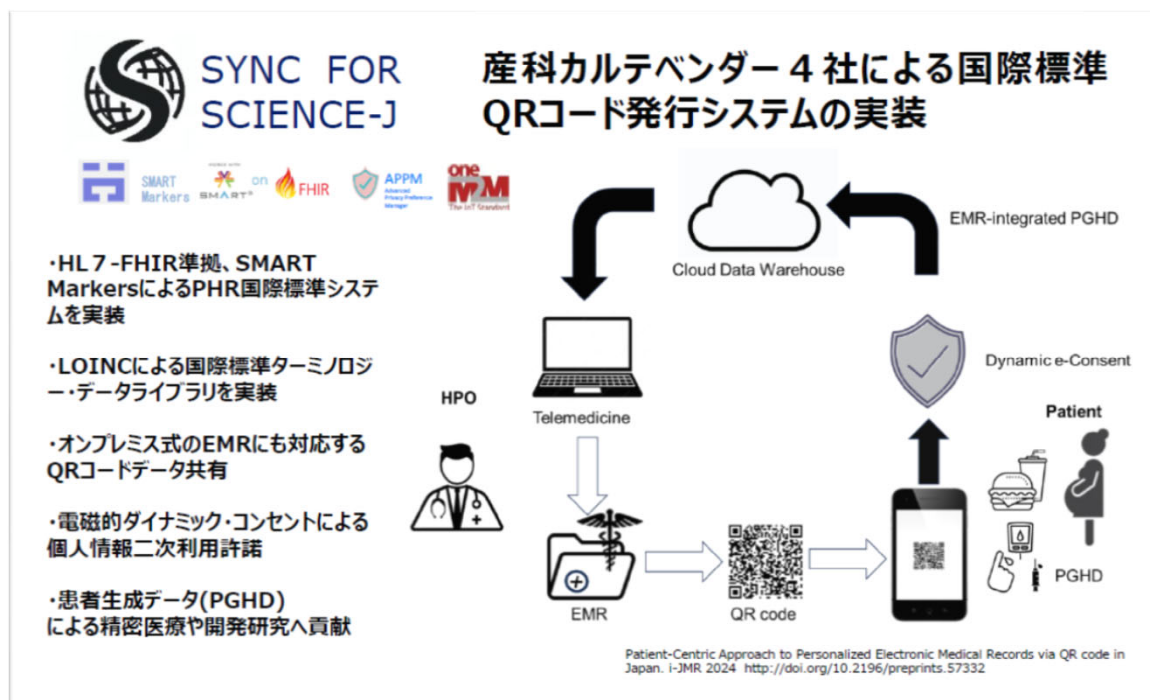 SYNC FOR
SCIENCE-J
産科カルテベンダー４社による国際標準
QRコード発行システムの実装
SMART
Markers
SMART
on
FHIR
APPM
Advanced
Privacy Preference
Manager
one
M2M
The IoT Standard
・HL７-FHIR準拠、SMART
MarkersによるPHR国際標準システ
ムを実装
・LOINCによる国際標準ターミノロジ
ー・データライブラリを実装
・オンプレミス式のEMRにも対応する
QRコードデータ共有
・電磁的ダイナミック・コンセントによる
個人情報二次利用許諾
・患者生成データ(PGHD)
による精密医療や開発研究へ貢献
Cloud Data Warehouse
EMR-integrated PGHD
HPO
Telemedicine
Dynamic e-Consent
Patient
PGHD
EMR
QR code
Patient-Centric Approach to Personalized Electronic Medical Records via QR code in
Japan. i-JMR 2024 http://doi.org/10.2196/preprints.57332